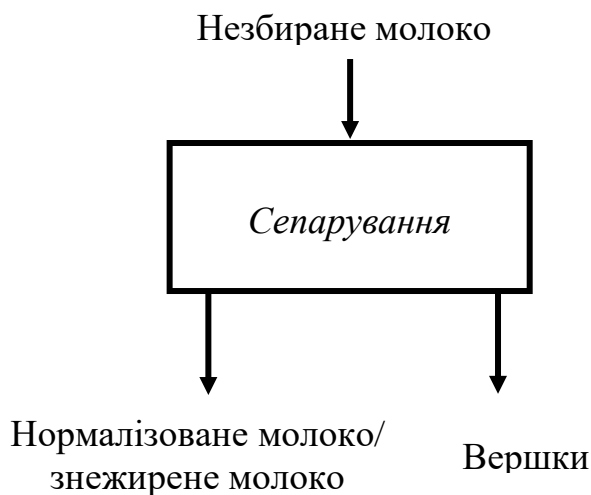 Незбиране молоко
Сепарування
Нормалізоване молоко/
знежирене молоко
Вершки